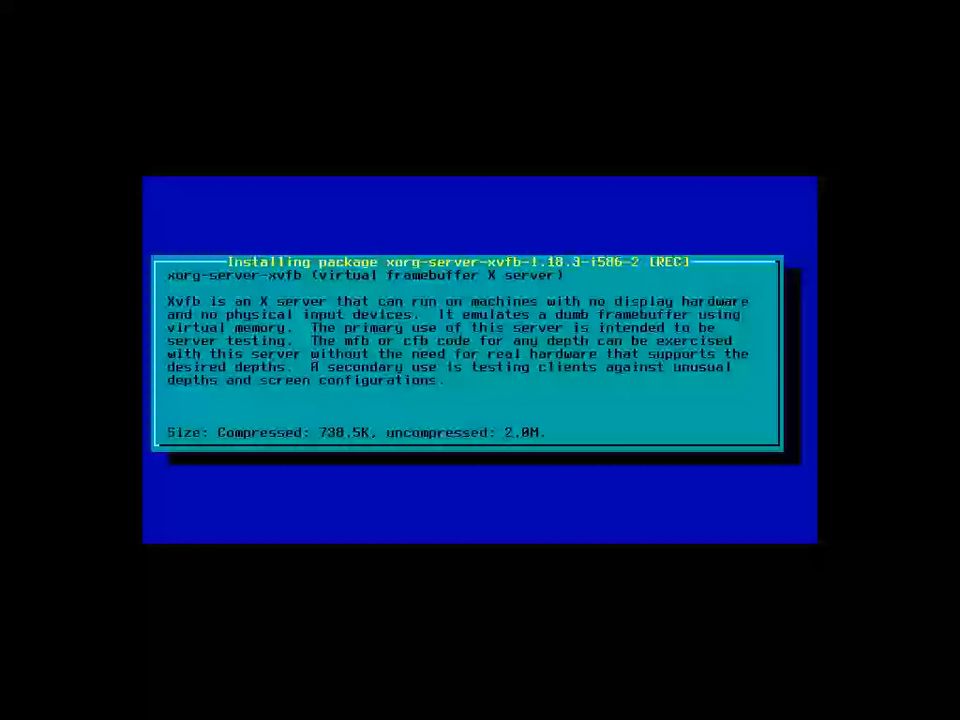 Installing package xorg-server-xvfb-1.18.3-i586-2 [REC]
xorg-server-xvfb (virtual framebuffer X server)
Xvfb is an X server that can run on machines with no display hardware
and no physical input devices.  It emulates a dumb framebuffer using
virtual memory.  The primary use of this server is intended to be
server testing.  The mfb or cfb code for any depth can be exercised
with this server without the need for real hardware that supports the
desired depths.  A secondary use is testing clients against unusual
depths and screen configurations.
Size: Compressed: 738.5K, uncompressed: 2.0M.